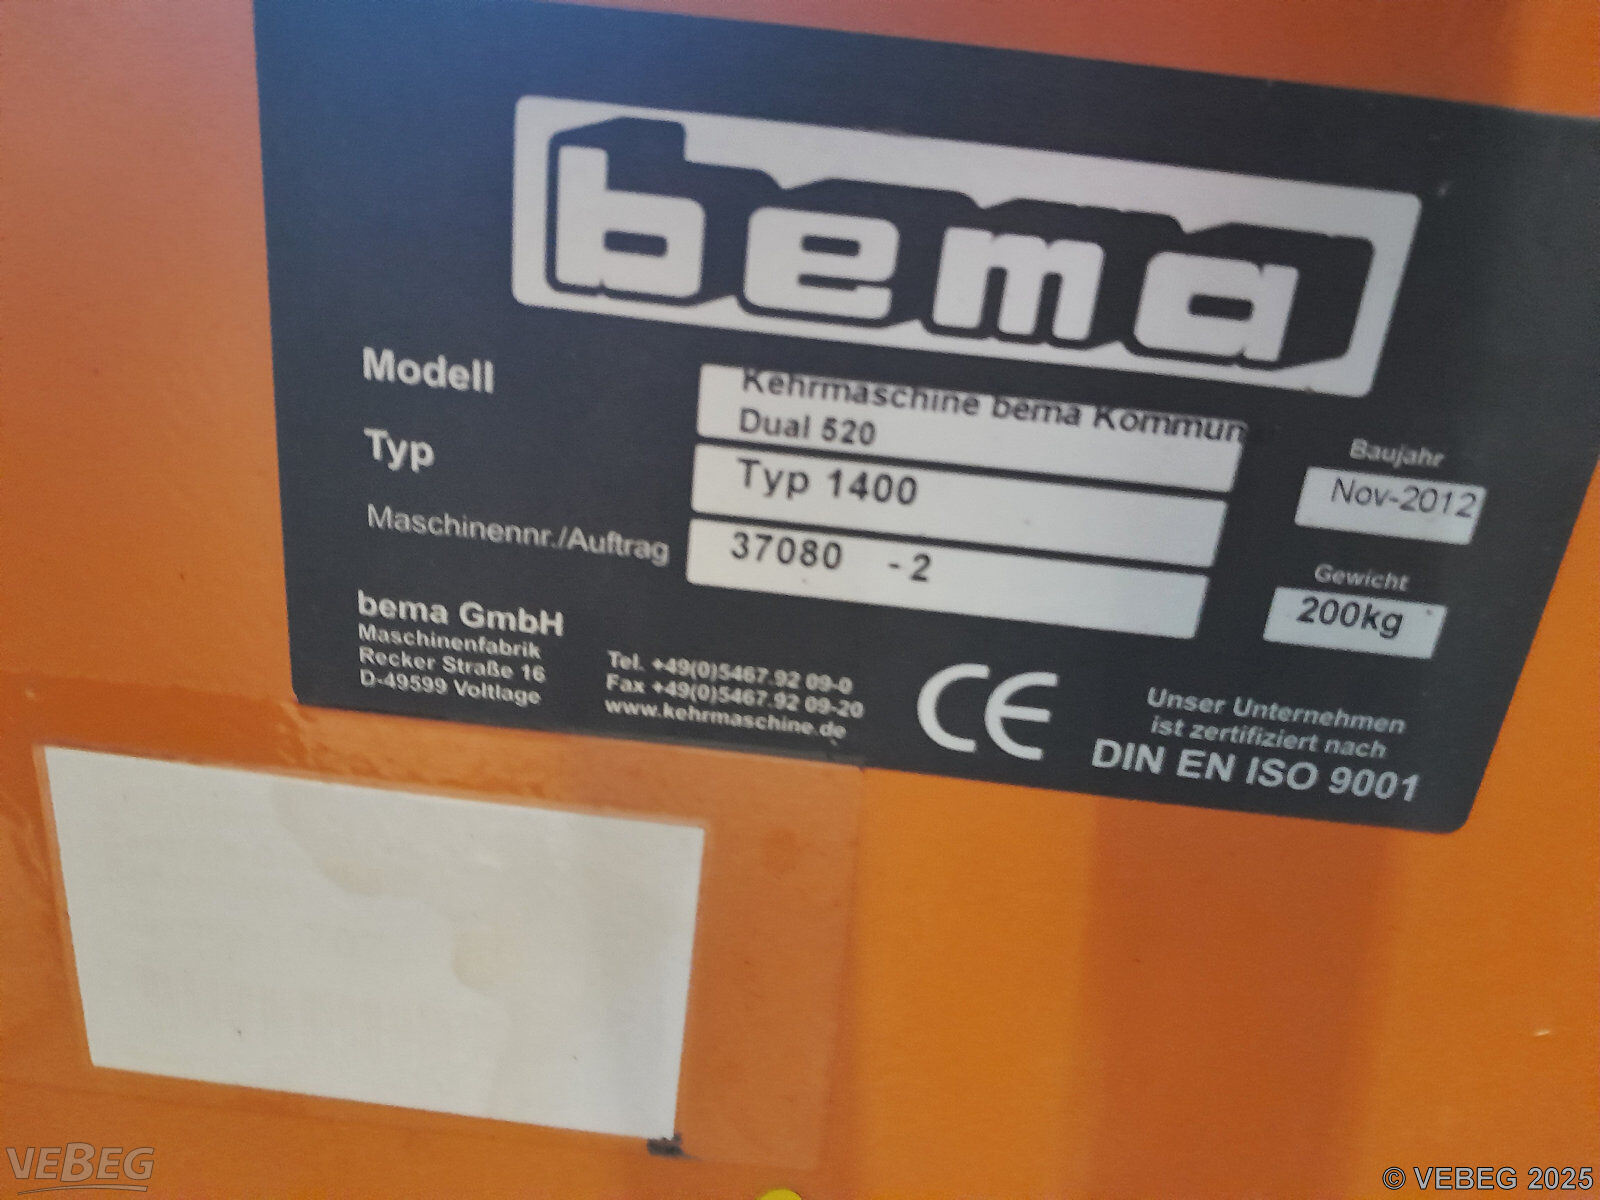 bema
Modell
Kehrmaschine bema Kommun
Dual 520
Typ
Typ 1400
Baujahr
Nov-2012
Maschinennr./Auftrag
37080 -2
Gewicht
200kg
bema GmbH
Maschinenfabrik
Recker Straße 16
D-49599 Voltlage
Tel. +49(0)5467.92 09-0
Fax +49(0)5467.92 09-20
www.kehrmaschine.de
CE
Unser Unternehmen
ist zertifiziert nach
DIN EN ISO 9001
VEBEG
© VEBEG 2025